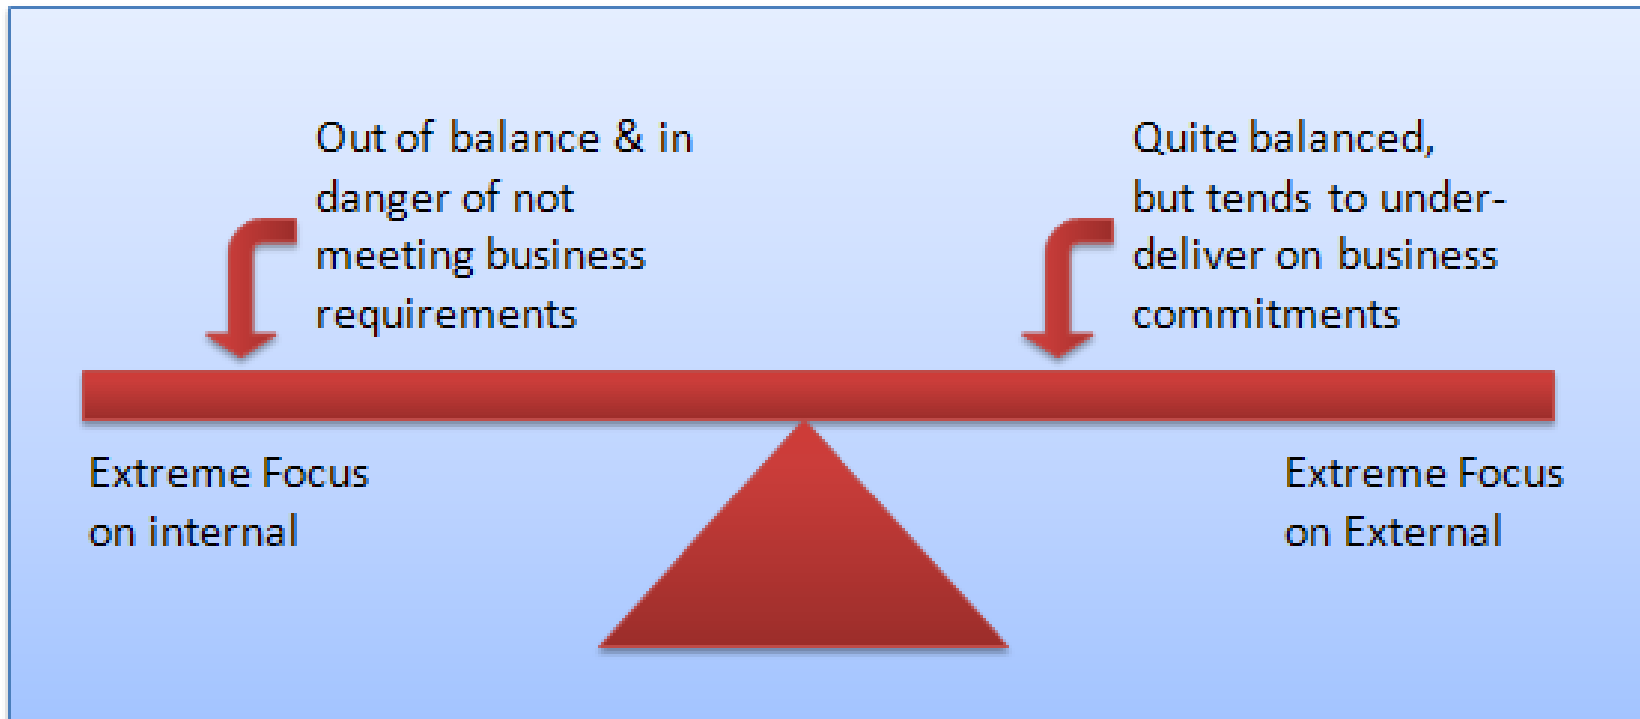 Out of balance & in
danger of not
meeting business
requirements
Quite balanced,
but tends to under-
deliver on business
commitments
Extreme Focus
on internal
Extreme Focus
on External